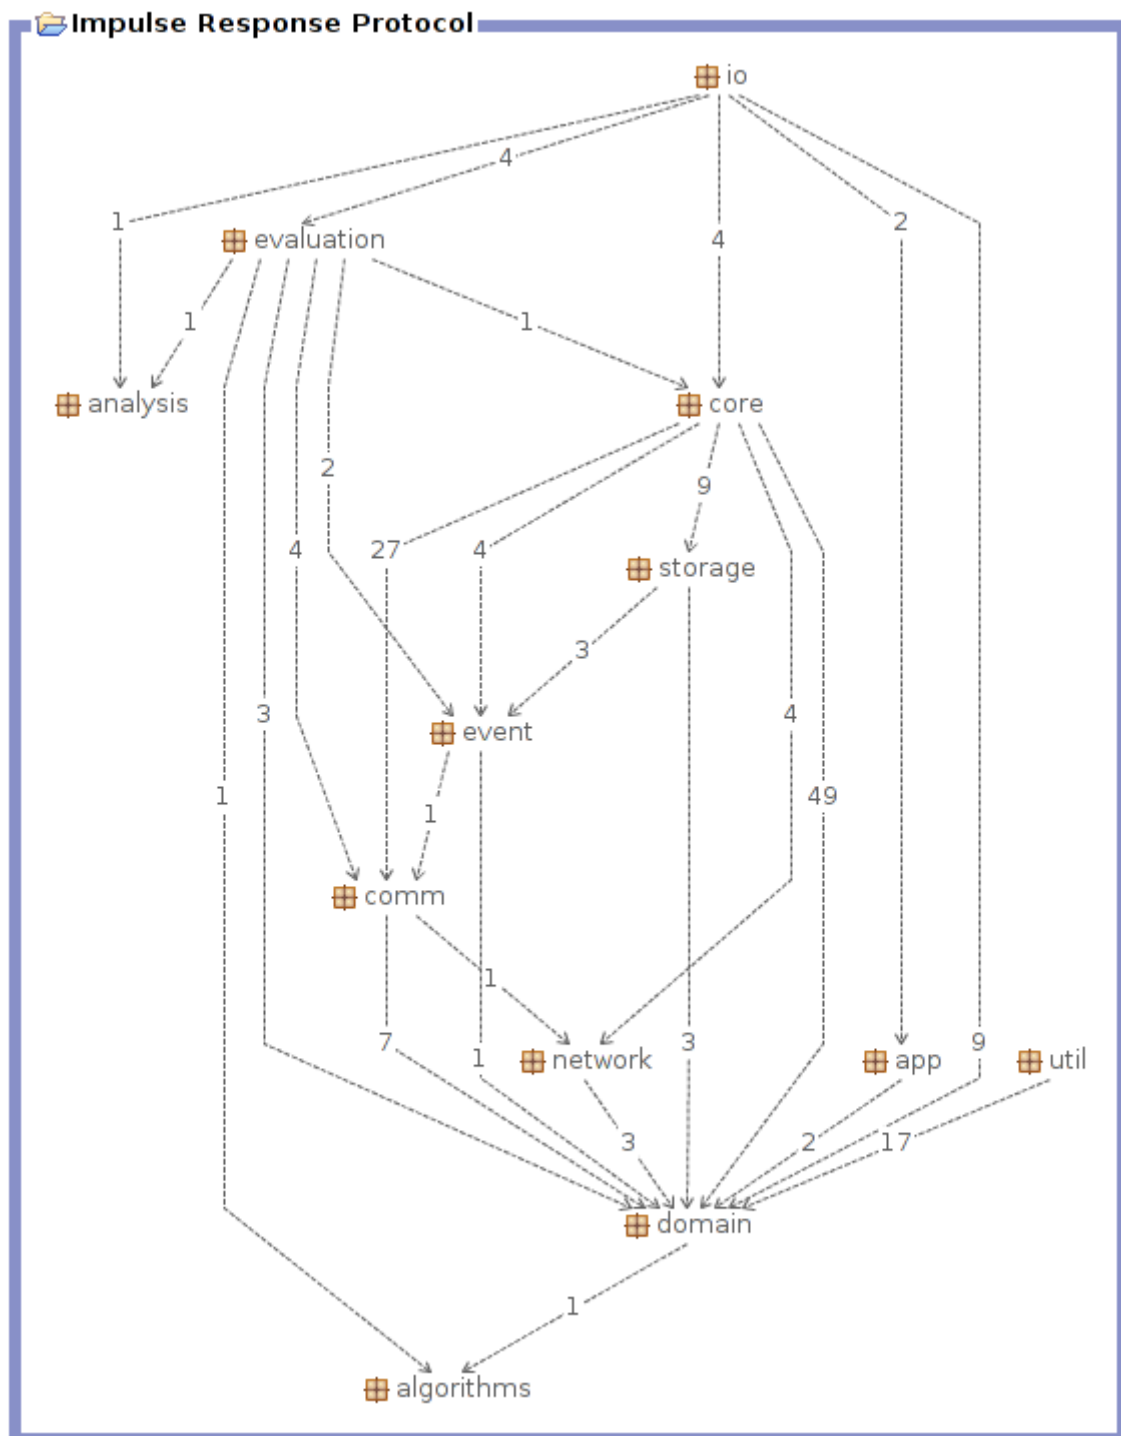 Impulse Response Protocol
io
4
1
2
evaluation
4
1
1
analysis
core
2
9
4
27
4
storage
3
3
4
event
1
49
1
comm
1
7
3
9
1
network
app
util
3
2
17
domain
1
algorithms